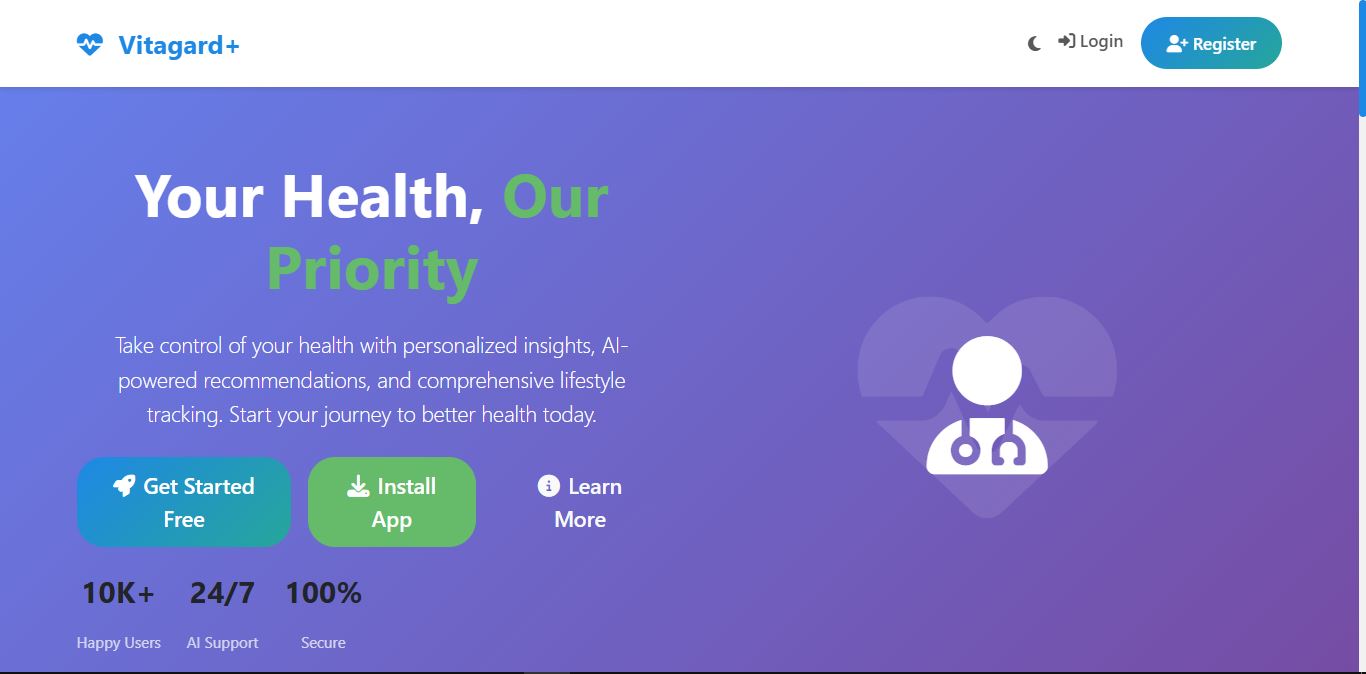 Vitagard+
Login
Register
Your Health, Our
Priority
Take control of your health with personalized insights, AI-
powered recommendations, and comprehensive lifestyle
tracking. Start your journey to better health today.
Get Started
Free
Install
App
Learn
More
10K+ 24/7 100%
Happy Users AI Support Secure